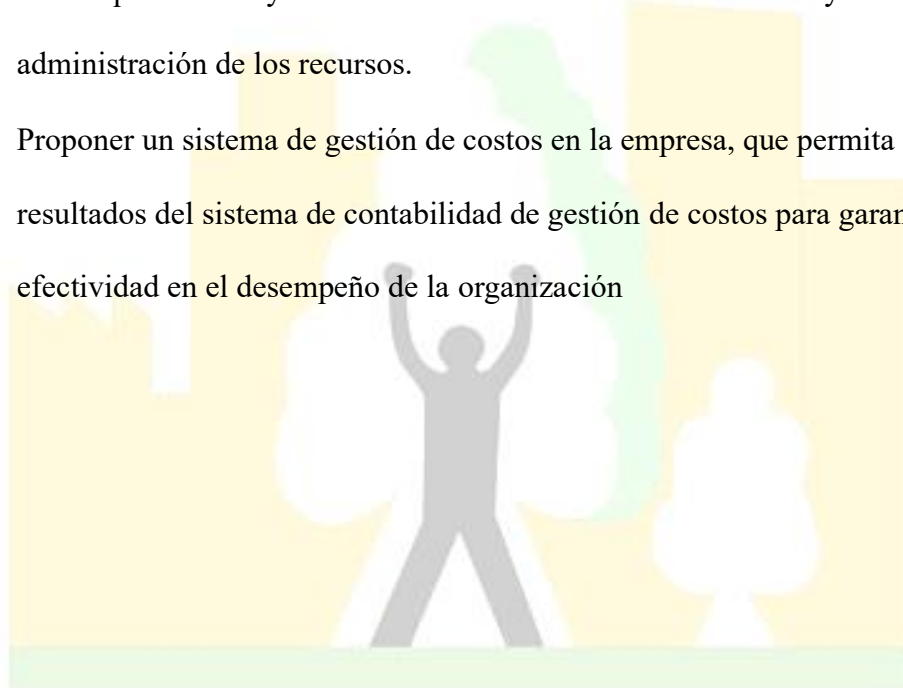 administración de los recursos.
Proponer un sistema de gestión de costos en la empresa, que permita
resultados del sistema de contabilidad de gestión de costos para
efectividad en el desempeño de la organización